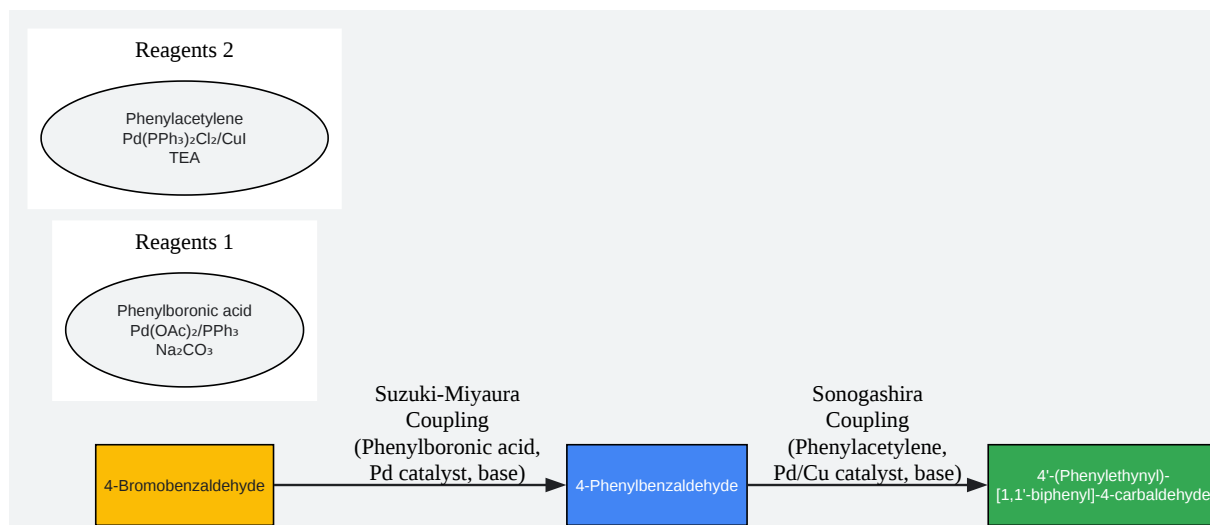 Reagents 2
Phenylacetylene
Pd(PPh₃)₂Cl₂/CuI
TEA
Reagents 1
Phenylboronic acid
Pd(OAc)₂/PPh₃
Na₂CO₃
Suzuki-Miyaura
Coupling
(Phenylboronic acid,
Pd catalyst, base)
Sonogashira
Coupling
(Phenylacetylene,
Pd/Cu catalyst, base)
4-Bromobenzaldehyde
4-Phenylbenzaldehyde
4'-(Phenylethynyl)-
[1,1'-biphenyl]-4-carbaldehyde